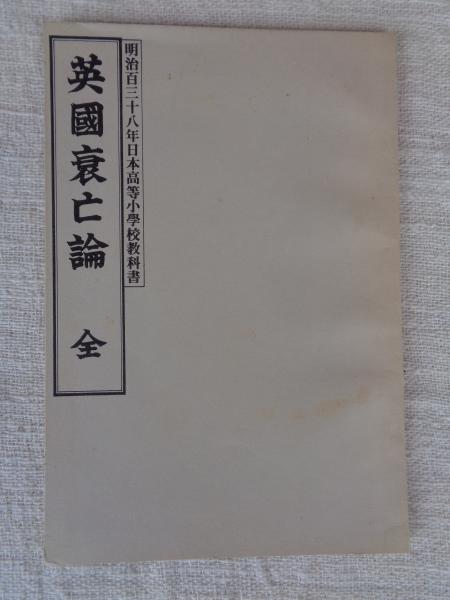 明治百三十八年日本高等小學校教科書
英國衰亡論 全